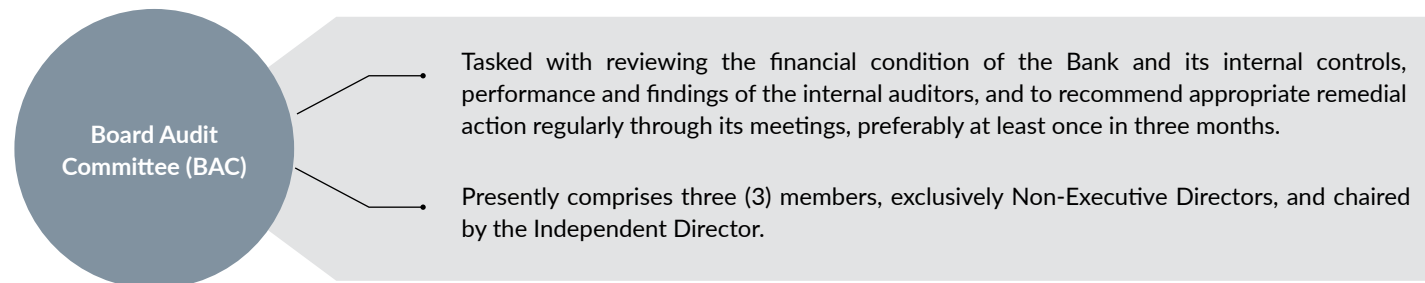 Board Audit
Committee (BAC)
Tasked with reviewing the financial condition of the Bank and its internal controls,
performance and findings of the internal auditors, and to recommend appropriate remedial
action regularly through its meetings, preferably at least once in three months.
Presently comprises three (3) members, exclusively Non-Executive Directors, and chaired
by the Independent Director.